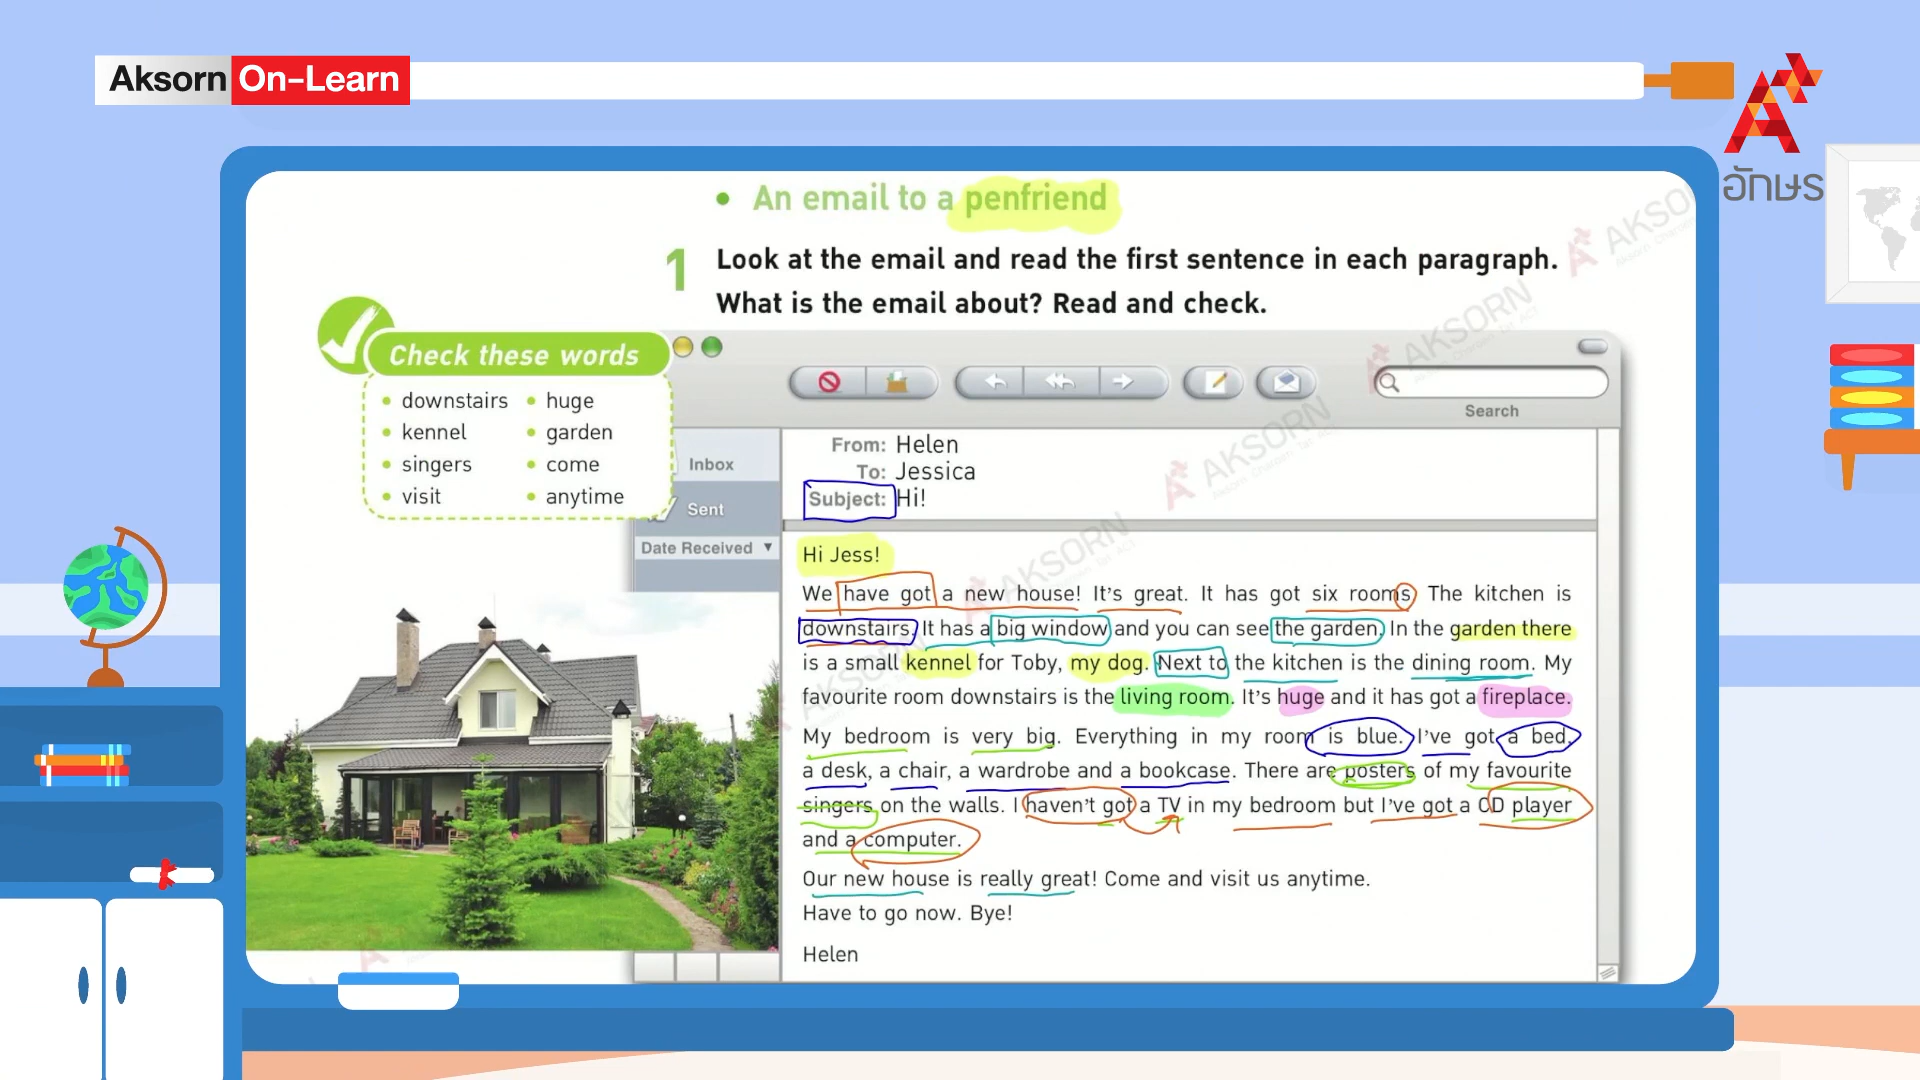 Aksorn On-Learn
อักษร
• An email to a penfriend
1 Look at the email and read the first sentence in each paragraph.
What is the email about? Read and check.
Check these words
• downstairs • huge
• kennel • garden
• singers • come
• visit • anytime
Search
Inbox
Sent
Date Received ▼
From: Helen
To: Jessica
Subject: Hi!
Hi Jess!
We have got a new house! It's great. It has got six rooms. The kitchen is
downstairs. It has a big window and you can see the garden. In the garden there
is a small kennel for Toby, my dog. Next to the kitchen is the dining room. My
favourite room downstairs is the living room. It's huge and it has got a fireplace.
My bedroom is very big. Everything in my room is blue. I've got a bed,
a desk, a chair, a wardrobe and a bookcase. There are posters of my favourite
singers on the walls. I haven't got a TV in my bedroom but I've got a CD player
and a computer.
Our new house is really great! Come and visit us anytime.
Have to go now. Bye!
Helen
AKSORN
AKSORN
AKSORN
AKSORN